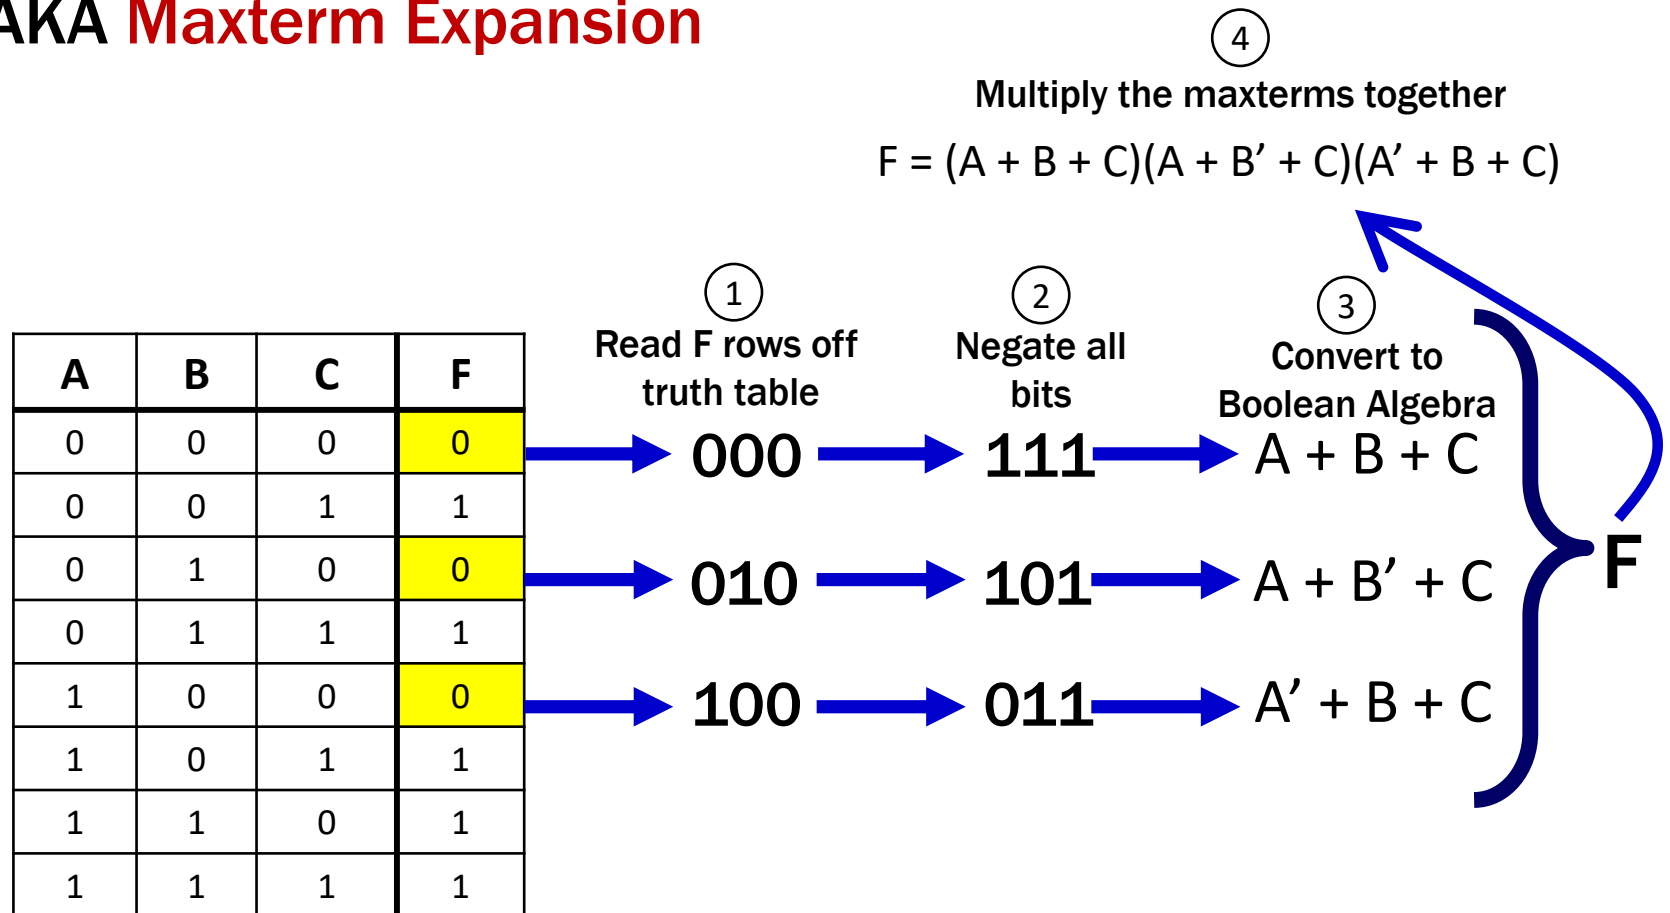 AKA Maxterm Expansion
4
Multiply the maxterms together
F = (A + B + C)(A + B’ + C)(A’ + B + C)
1
Read F rows off
truth table
2
Negate all
bits
3
Convert to
Boolean Algebra
A B C F
0 0 0 0
0 0 1 1
0 1 0 0
0 1 1 1
1 0 0 0
1 0 1 1
1 1 0 1
1 1 1 1
000 111 A + B + C
010 101 A + B’ + C
100 011 A’ + B + C
F